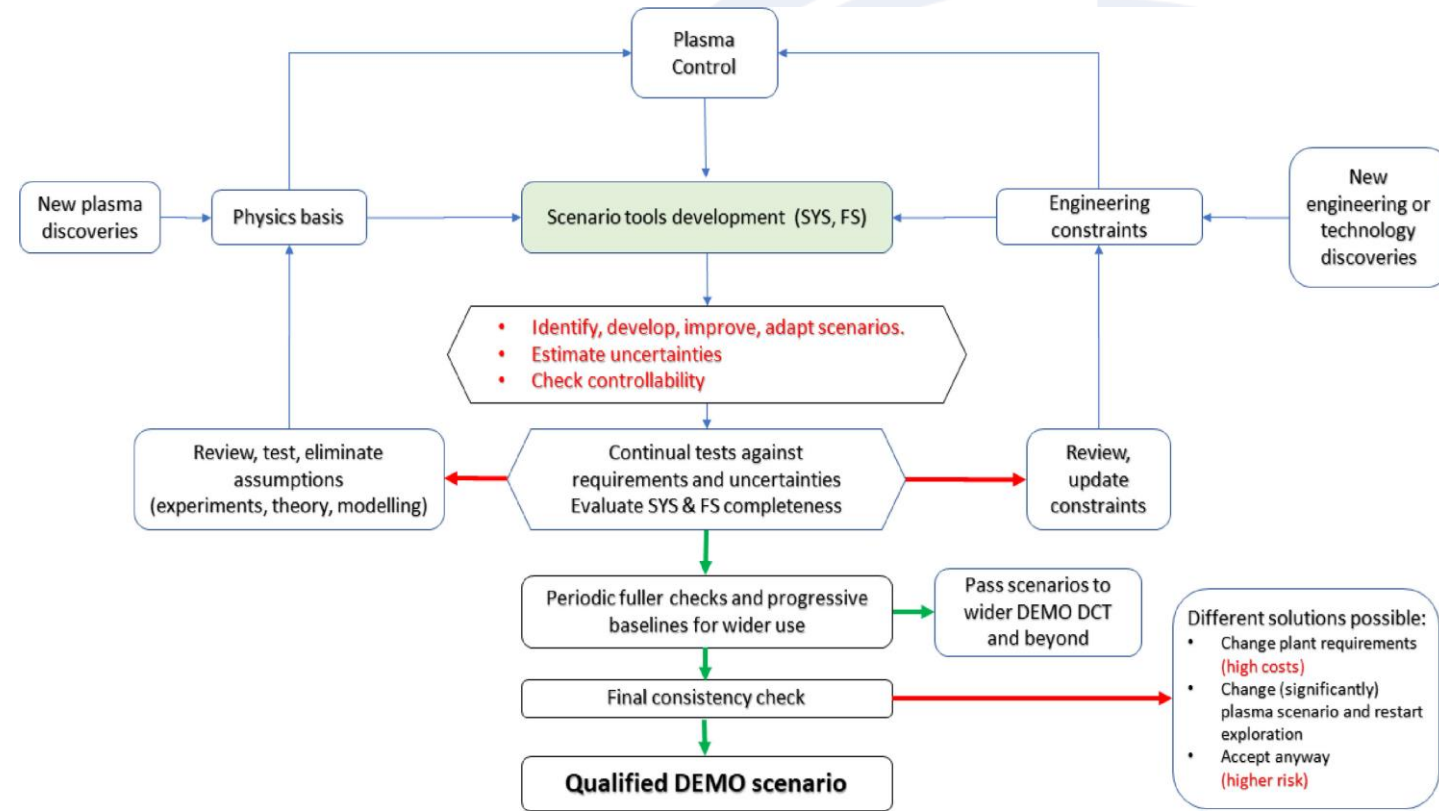 Plasma
Control
New plasma
discoveries
Physics basis
Scenario tools development (SYS, FS)
Engineering
constraints
New
engineering or
technology
discoveries
• Identify, develop, improve, adapt scenarios.
• Estimate uncertainties
• Check controllability
Review, test, eliminate
assumptions
(experiments, theory, modelling)
Continual tests against
requirements and uncertainties
Evaluate SYS & FS completeness
Review,
update
constraints
Periodic fuller checks and progressive
baselines for wider use
Pass scenarios to
wider DEMO DCT
and beyond
Different solutions possible:
• Change plant requirements
(high costs)
• Change (significantly)
plasma scenario and restart
exploration
• Accept anyway
(higher risk)
Final consistency check
Qualified DEMO scenario